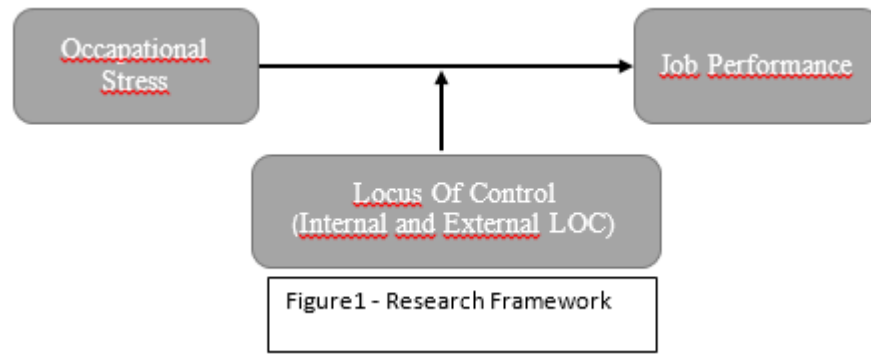 Occapational
Stress
Job Performance
Locus Of Control
(Internal and External LOC)
Figure1 - Research Framework